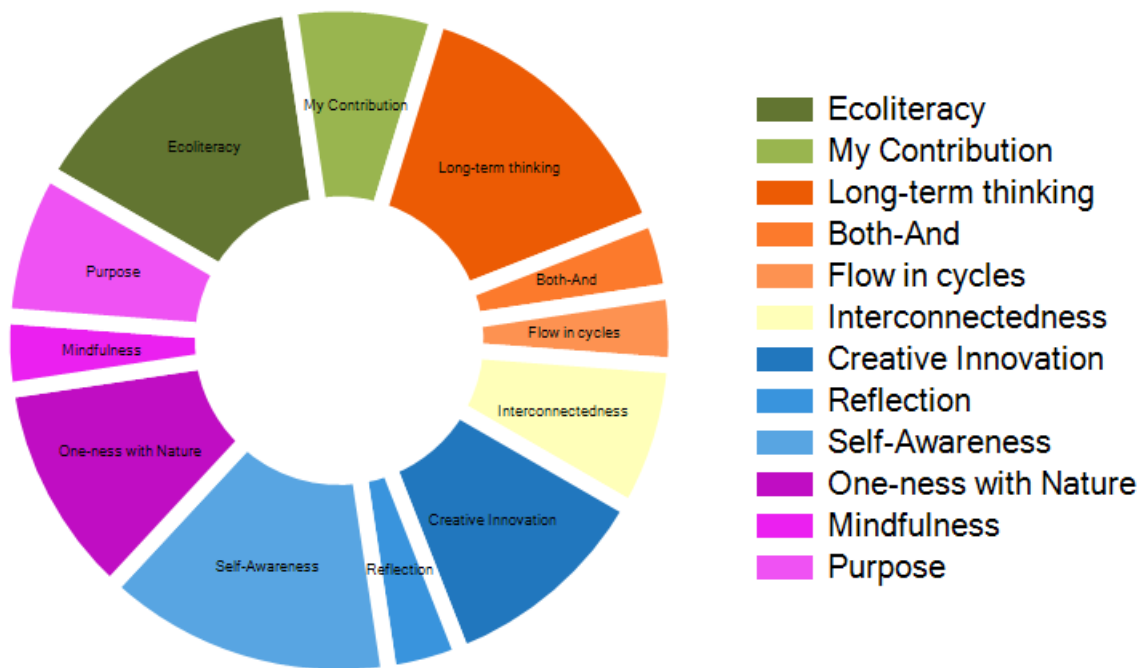 My Contribution
Ecoliteracy
Long-term thinking
Purpose
Both-And
Flow in cycles
Mindfulness
Interconnectedness
One-ness with Nature
Creative Innovation
Self-Awareness
Reflection
Ecoliteracy
My Contribution
Long-term thinking
Both-And
Flow in cycles
Interconnectedness
Creative Innovation
Reflection
Self-Awareness
One-ness with Nature
Mindfulness
Purpose